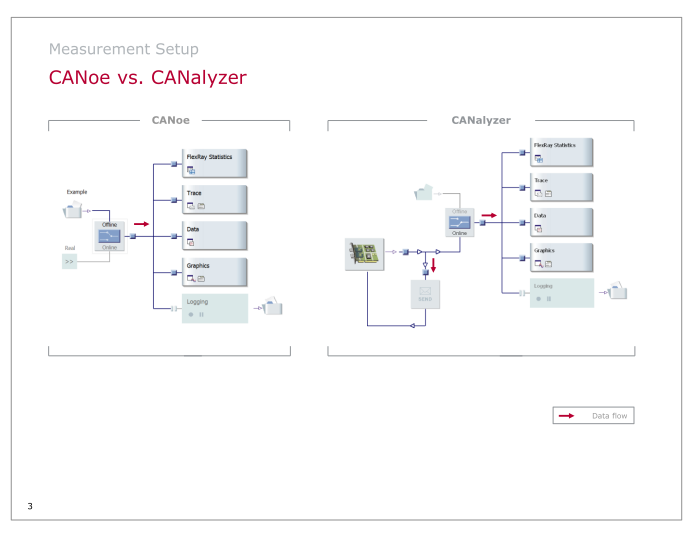 Measurement Setup
CANoe vs. CANalyzer
CANoe
Example
Offline
Online
Real
>>
FlexRay Statistics
Trace
Data
Graphics
Logging
CANalyzer
Offline
Online
SEND
FlexRay Statistics
Trace
Data
Graphics
Logging
Data flow
3